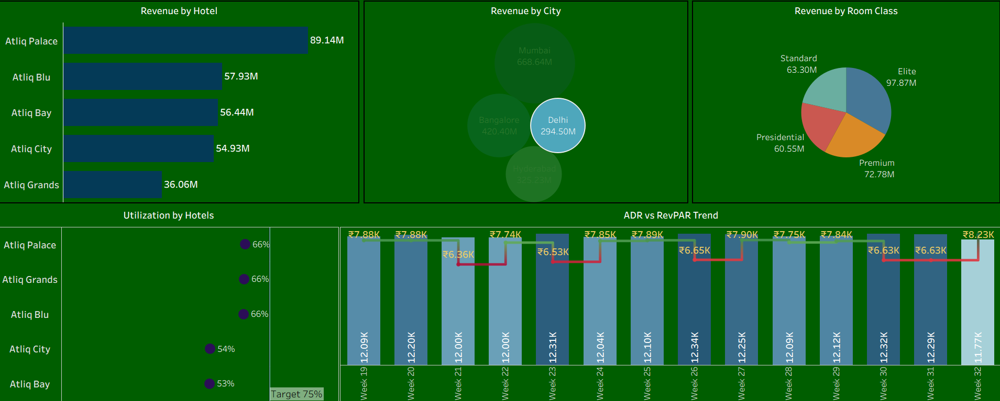 Revenue by Hotel
Atliq Palace
89.14M
Atliq Blu
57.93M
Atliq Bay
56.44M
Atliq City
54.93M
Atliq Grands
36.06M
Revenue by City
Mumbai
668.64M
Bangalore
420.40M
Delhi
294.50M
Hyderabad
325.23M
Revenue by Room Class
Standard
63.30M
Elite
97.87M
Presidential
60.55M
Premium
72.78M
Utilization by Hotels
Atliq Palace
66%
Atliq Grands
66%
Atliq Blu
66%
Atliq City
54%
Atliq Bay
53%
Target 75%
ADR vs RevPAR Trend
₹7.88K
₹7.88K
₹6.36K
₹7.74K
₹6.53K
₹7.85K
₹7.89K
₹6.65K
₹7.90K
₹7.75K
₹7.84K
₹6.63K
₹6.63K
₹8.23K
12.09K
12.20K
12.00K
12.00K
12.31K
12.04K
12.10K
12.34K
12.25K
12.09K
12.12K
12.32K
12.29K
11.77K
Week 19
Week 20
Week 21
Week 22
Week 23
Week 24
Week 25
Week 26
Week 27
Week 28
Week 29
Week 30
Week 31
Week 32